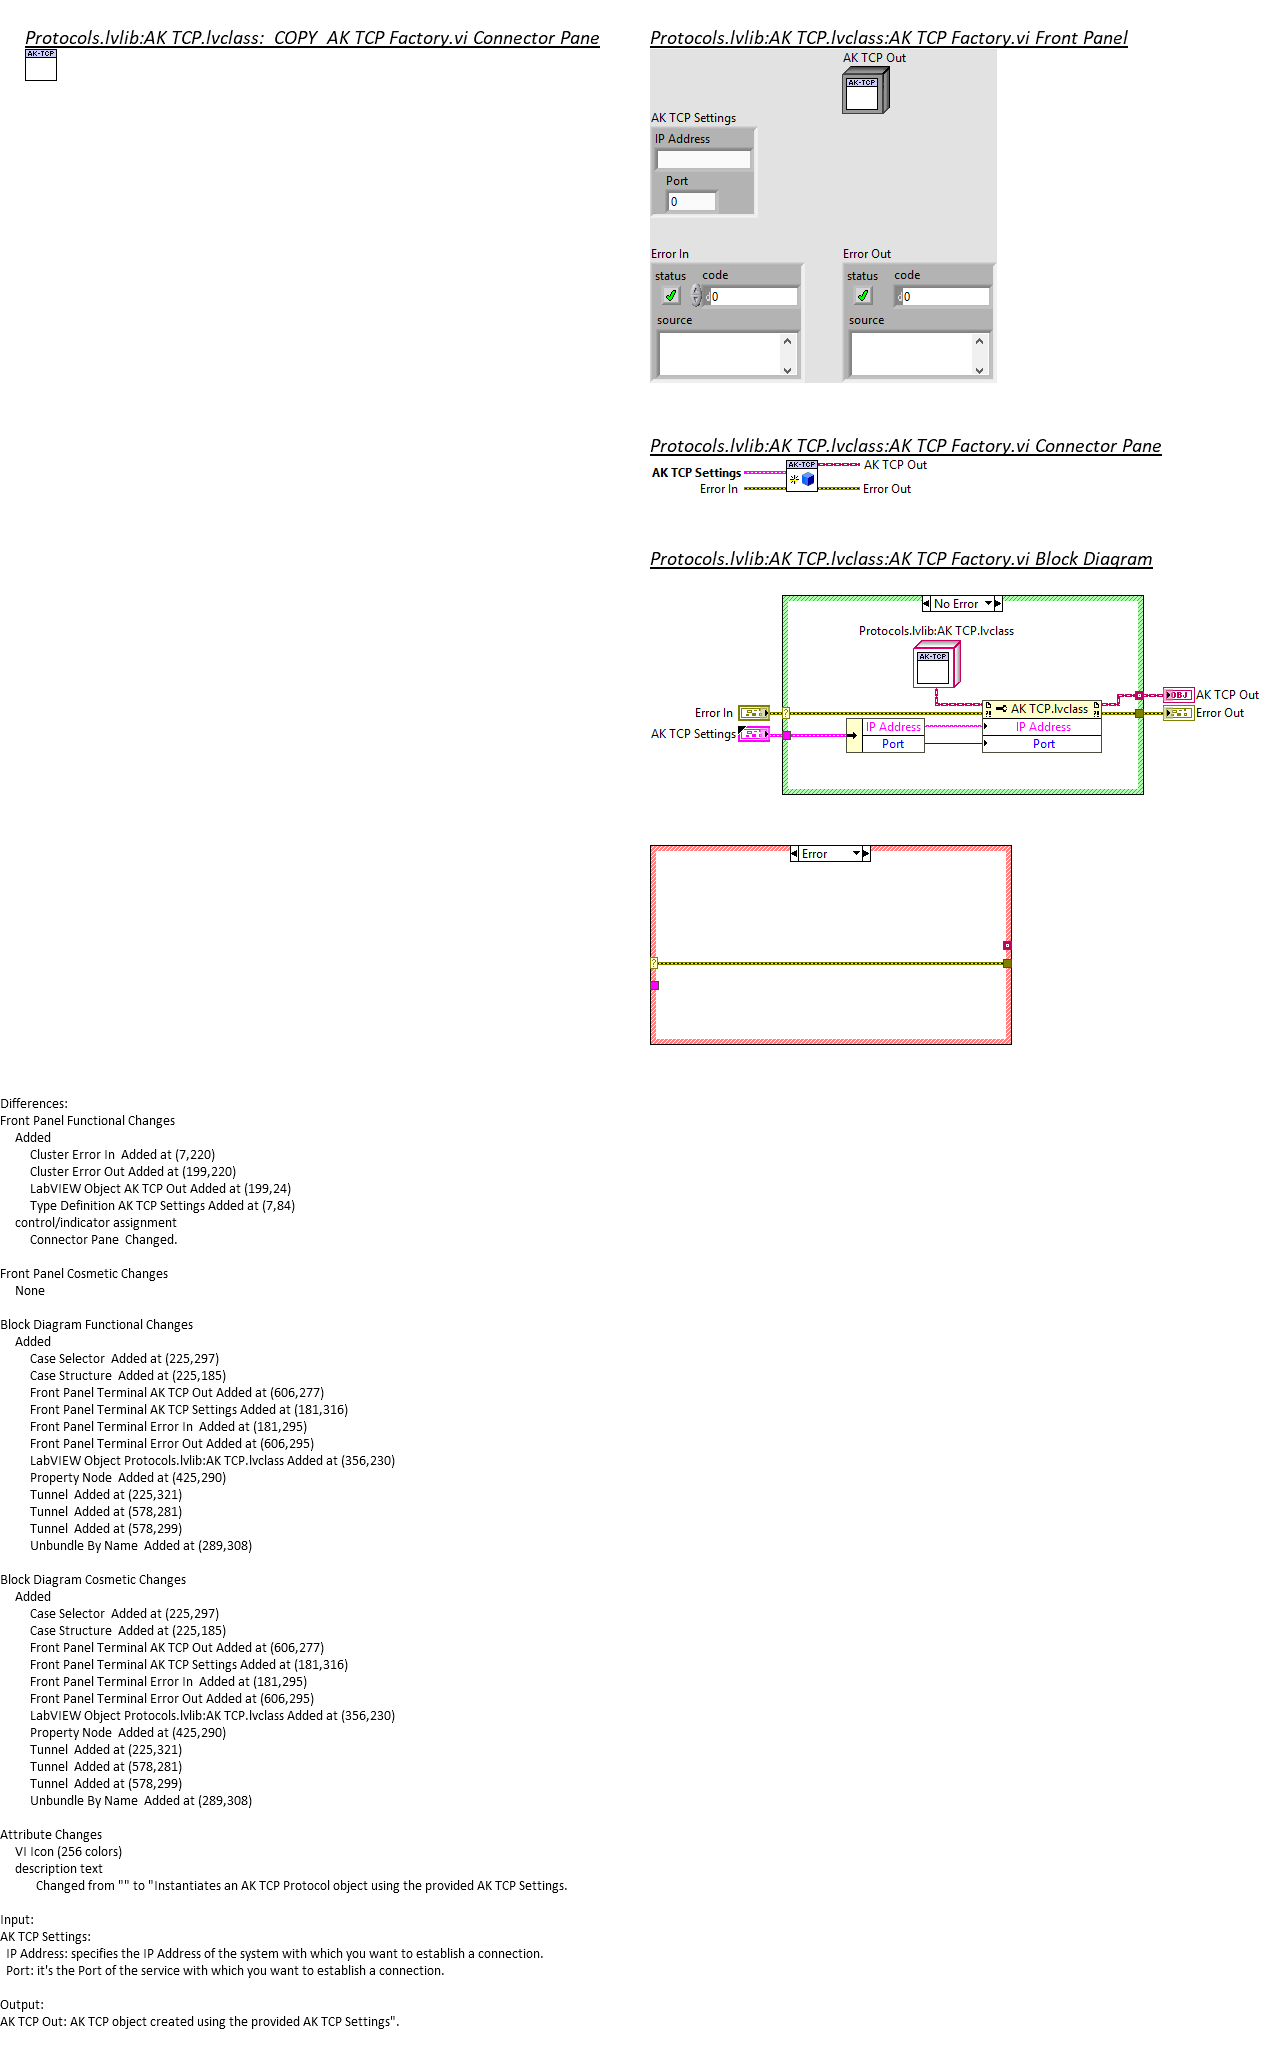 Protocols.lvlib:AK TCP.lvclass:_COPY_AK TCP Factory.vi Connector Pane
AK-TCP
Protocols.lvlib:AK TCP.lvclass:AK TCP Factory.vi Front Panel
AK TCP Out
AK-TCP
AK TCP Settings
IP Address
Port
0
Error In
status
code
0
source
Error Out
status
code
0
source
Protocols.lvlib:AK TCP.lvclass:AK TCP Factory.vi Connector Pane
AK TCP Settings
Error In
AK-TCP
AK TCP Out
Error Out
Protocols.lvlib:AK TCP.lvclass:AK TCP Factory.vi Block Diagram
No Error
Protocols.lvlib:AK TCP.lvclass
AK-TCP
Error In
AK TCP Settings
?
IP Address
Port
AK TCP.lvclass
IP Address
Port
OBJ
AK TCP Out
Error Out
Error
?
Differences:
Front Panel Functional Changes
Added
Cluster Error In  Added at (7,220)
Cluster Error Out Added at (199,220)
LabVIEW Object AK TCP Out Added at (199,24)
Type Definition AK TCP Settings Added at (7,84)
control/indicator assignment
Connector Pane  Changed.
Front Panel Cosmetic Changes
None
Block Diagram Functional Changes
Added
Case Selector  Added at (225,297)
Case Structure  Added at (225,185)
Front Panel Terminal AK TCP Out Added at (606,277)
Front Panel Terminal AK TCP Settings Added at (181,316)
Front Panel Terminal Error In  Added at (181,295)
Front Panel Terminal Error Out Added at (606,295)
LabVIEW Object Protocols.lvlib:AK TCP.lvclass Added at (356,230)
Property Node  Added at (425,290)
Tunnel  Added at (225,321)
Tunnel  Added at (578,281)
Tunnel  Added at (578,299)
Unbundle By Name  Added at (289,308)
Block Diagram Cosmetic Changes
Added
Case Selector  Added at (225,297)
Case Structure  Added at (225,185)
Front Panel Terminal AK TCP Out Added at (606,277)
Front Panel Terminal AK TCP Settings Added at (181,316)
Front Panel Terminal Error In  Added at (181,295)
Front Panel Terminal Error Out Added at (606,295)
LabVIEW Object Protocols.lvlib:AK TCP.lvclass Added at (356,230)
Property Node  Added at (425,290)
Tunnel  Added at (225,321)
Tunnel  Added at (578,281)
Tunnel  Added at (578,299)
Unbundle By Name  Added at (289,308)
Attribute Changes
VI Icon (256 colors)
description text
Changed from "" to "Instantiates an AK TCP Protocol object using the provided AK TCP Settings.
Input:
AK TCP Settings:
IP Address: specifies the IP Address of the system with which you want to establish a connection.
Port: it's the Port of the service with which you want to establish a connection.
Output:
AK TCP Out: AK TCP object created using the provided AK TCP Settings".